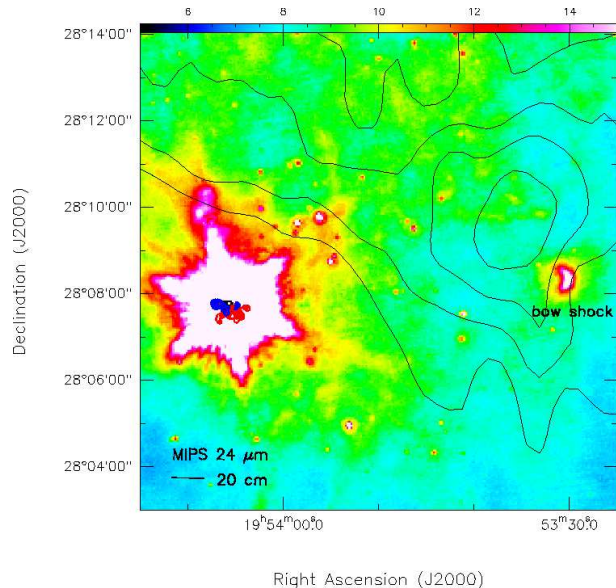 6 8 10 12 14
28°14'00"
28°12'00"
28°10'00"
28°08'00"
28°06'00"
28°04'00"
Declination (J2000)
bow shock
MIPS 24 μm
20 cm
19ʰ54ᵐ00ˢ.0 53ᵐ30ˢ.0
Right Ascension (J2000)